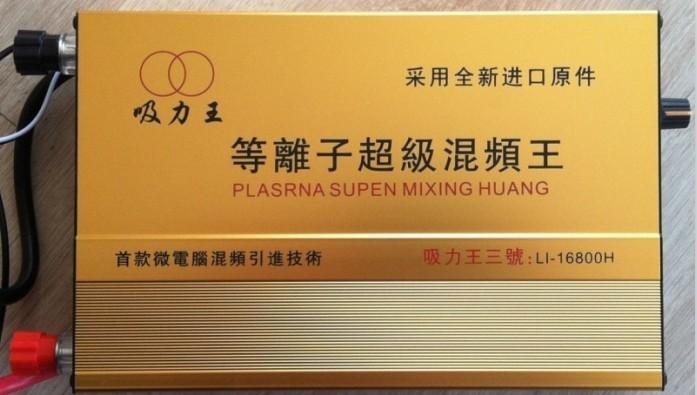 采用全新进口原件
吸力王
等離子超級混頻王
PLASRNA SUPEN MIXING HUANG
首款微電腦混頻引進技術
吸力王三號:LI-16800H